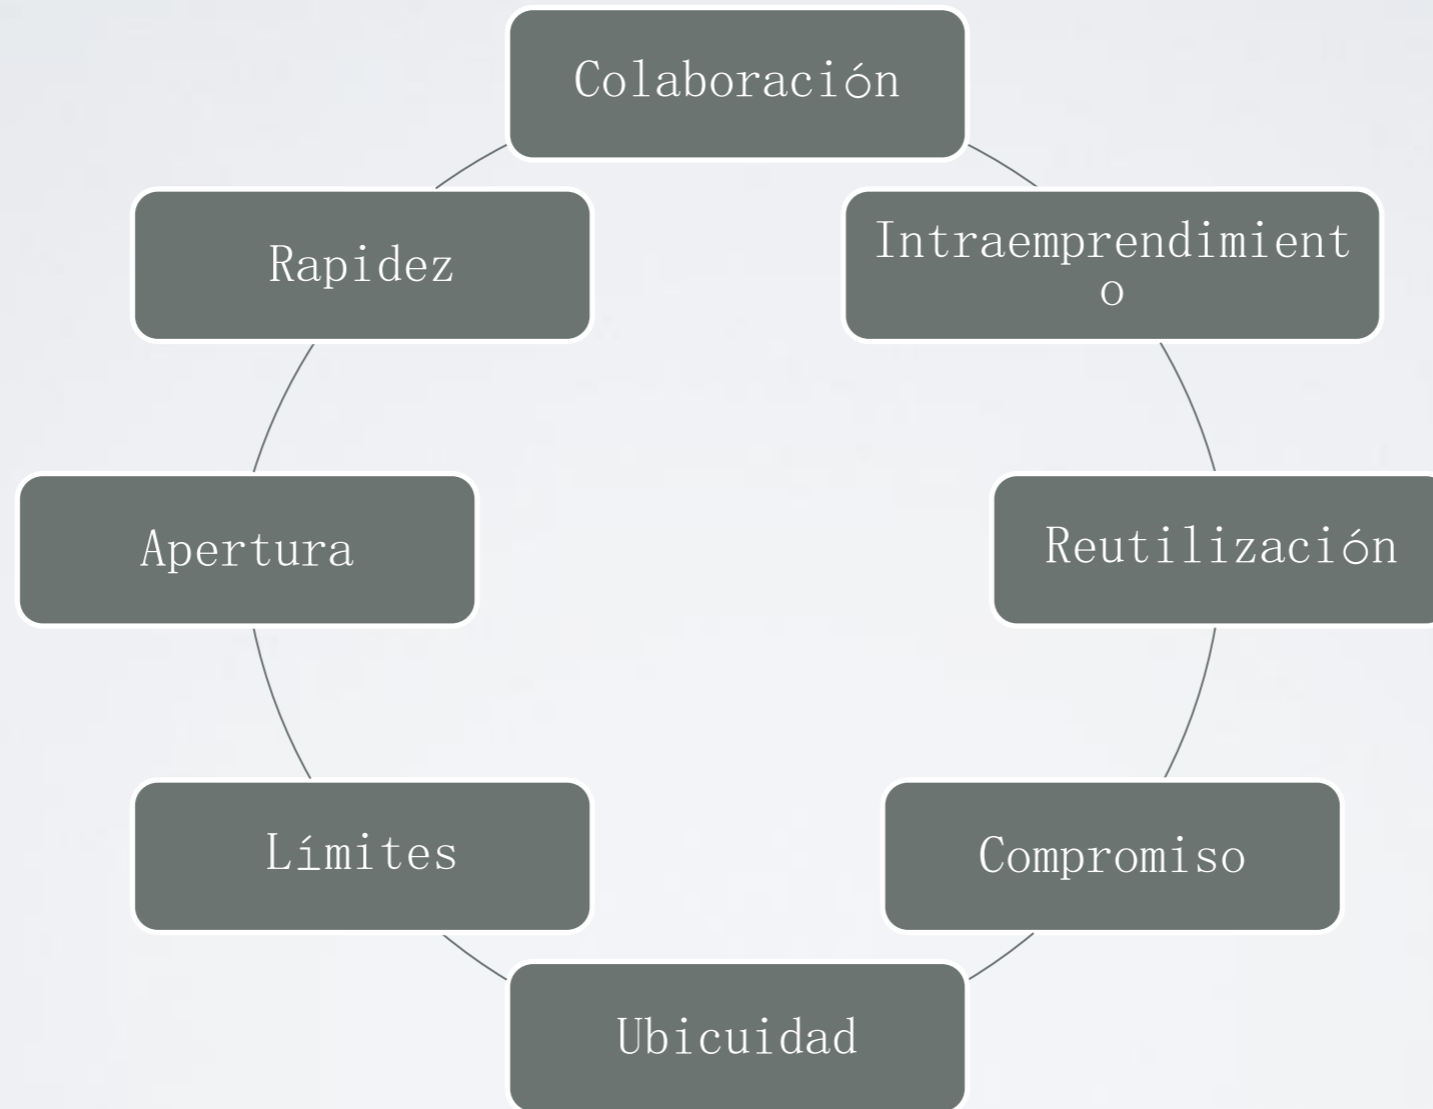 Colaboración
Rapidez
Intraemprendimient
o
Apertura
Reutilización
Límites
Compromiso
Ubicuidad